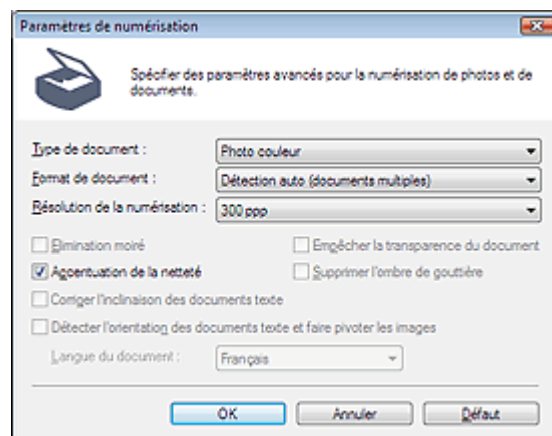 Paramètres de numérisation
Spécifier des paramètres avancés pour la numérisation de photos et de
documents.
Type de document :
Photo couleur
Format de document :
Détection auto (documents multiples)
Résolution de la numérisation :
300 ppp
Elimination moiré
Empêcher la transparence du document
Accentuation de la netteté
Supprimer l'ombre de gouttière
Corriger l'inclinaison des documents texte
Détecter l'orientation des documents texte et faire pivoter les images
Langue du document :
Français
OK
Annuler
Défaut